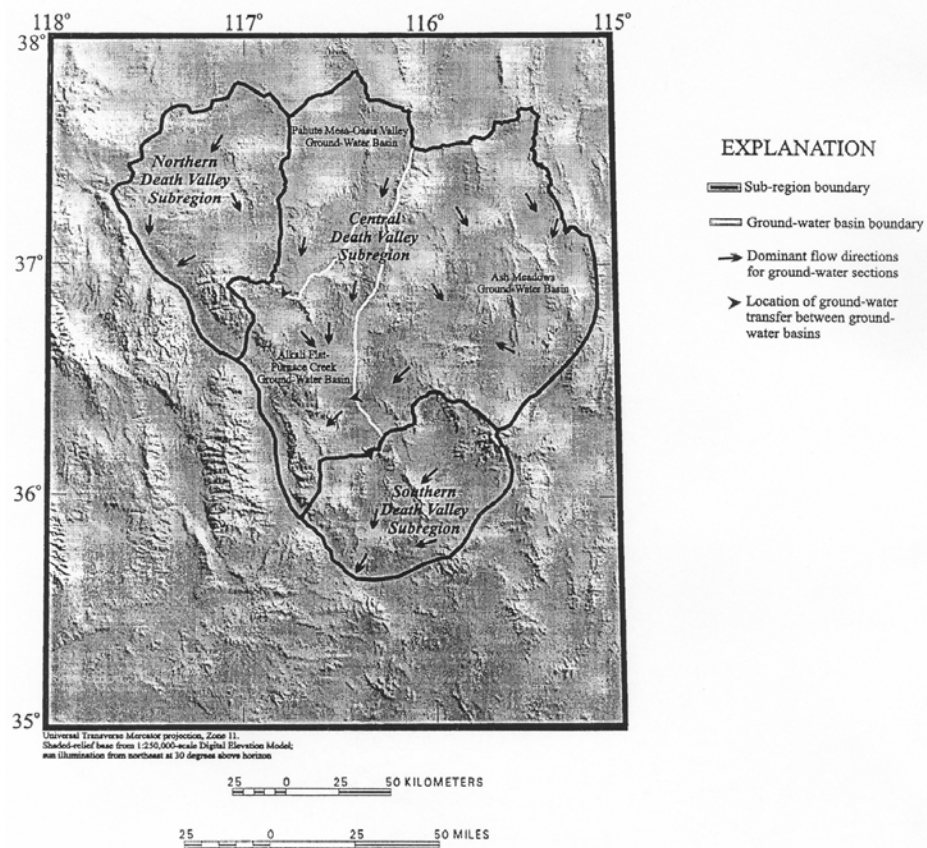 118° 117° 116° 115°
38°
37°
36°
35°
Pahute Mesa-Oasis Valley
Ground-Water Basin
Northern
Death Valley
Subregion
Central
Death Valley
Subregion
Ash Meadows
Ground-Water Basin
Alkali Flat-
Furnace Creek
Ground-Water Basin
Southern
Death Valley
Subregion
EXPLANATION
Sub-region boundary
Ground-water basin boundary
Dominant flow directions
for ground-water sections
Location of ground-water
transfer between ground-
water basins
Universal Transverse Mercator projection, Zone 11.
Shaded-relief base from 1:250,000-scale Digital Elevation Model;
sun illumination from northeast at 30 degrees above horizon
25 0 25 50 KILOMETERS
25 0 25 50 MILES